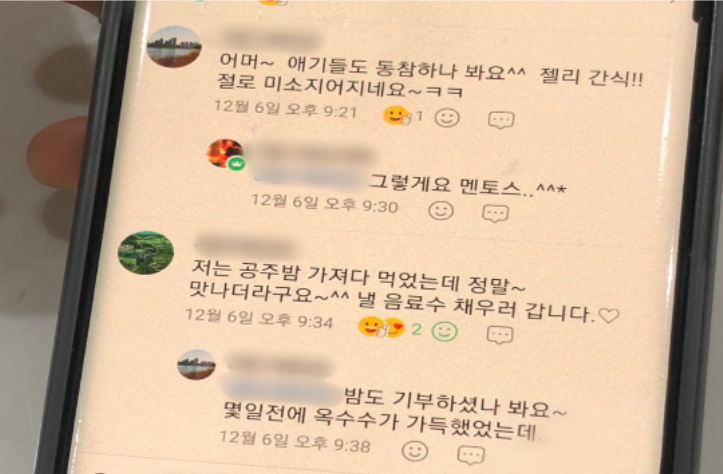 어머~ 애기들도 동참하나 봐요^^ 젤리 간식!!
절로 미소지어지네요~ㅋㅋ
12월 6일 오후 9:21 1
그렇게요 멘토스..^^*
12월 6일 오후 9:30
저는 공주밤 가져다 먹었는데 정말~
맛나더라구요~^^ 낼 음료수 채우러 갑니다.♡
12월 6일 오후 9:34 2
밤도 기부하셨나 봐요~
몇일전에 옥수수가 가득했었는데..
12월 6일 오후 9:38